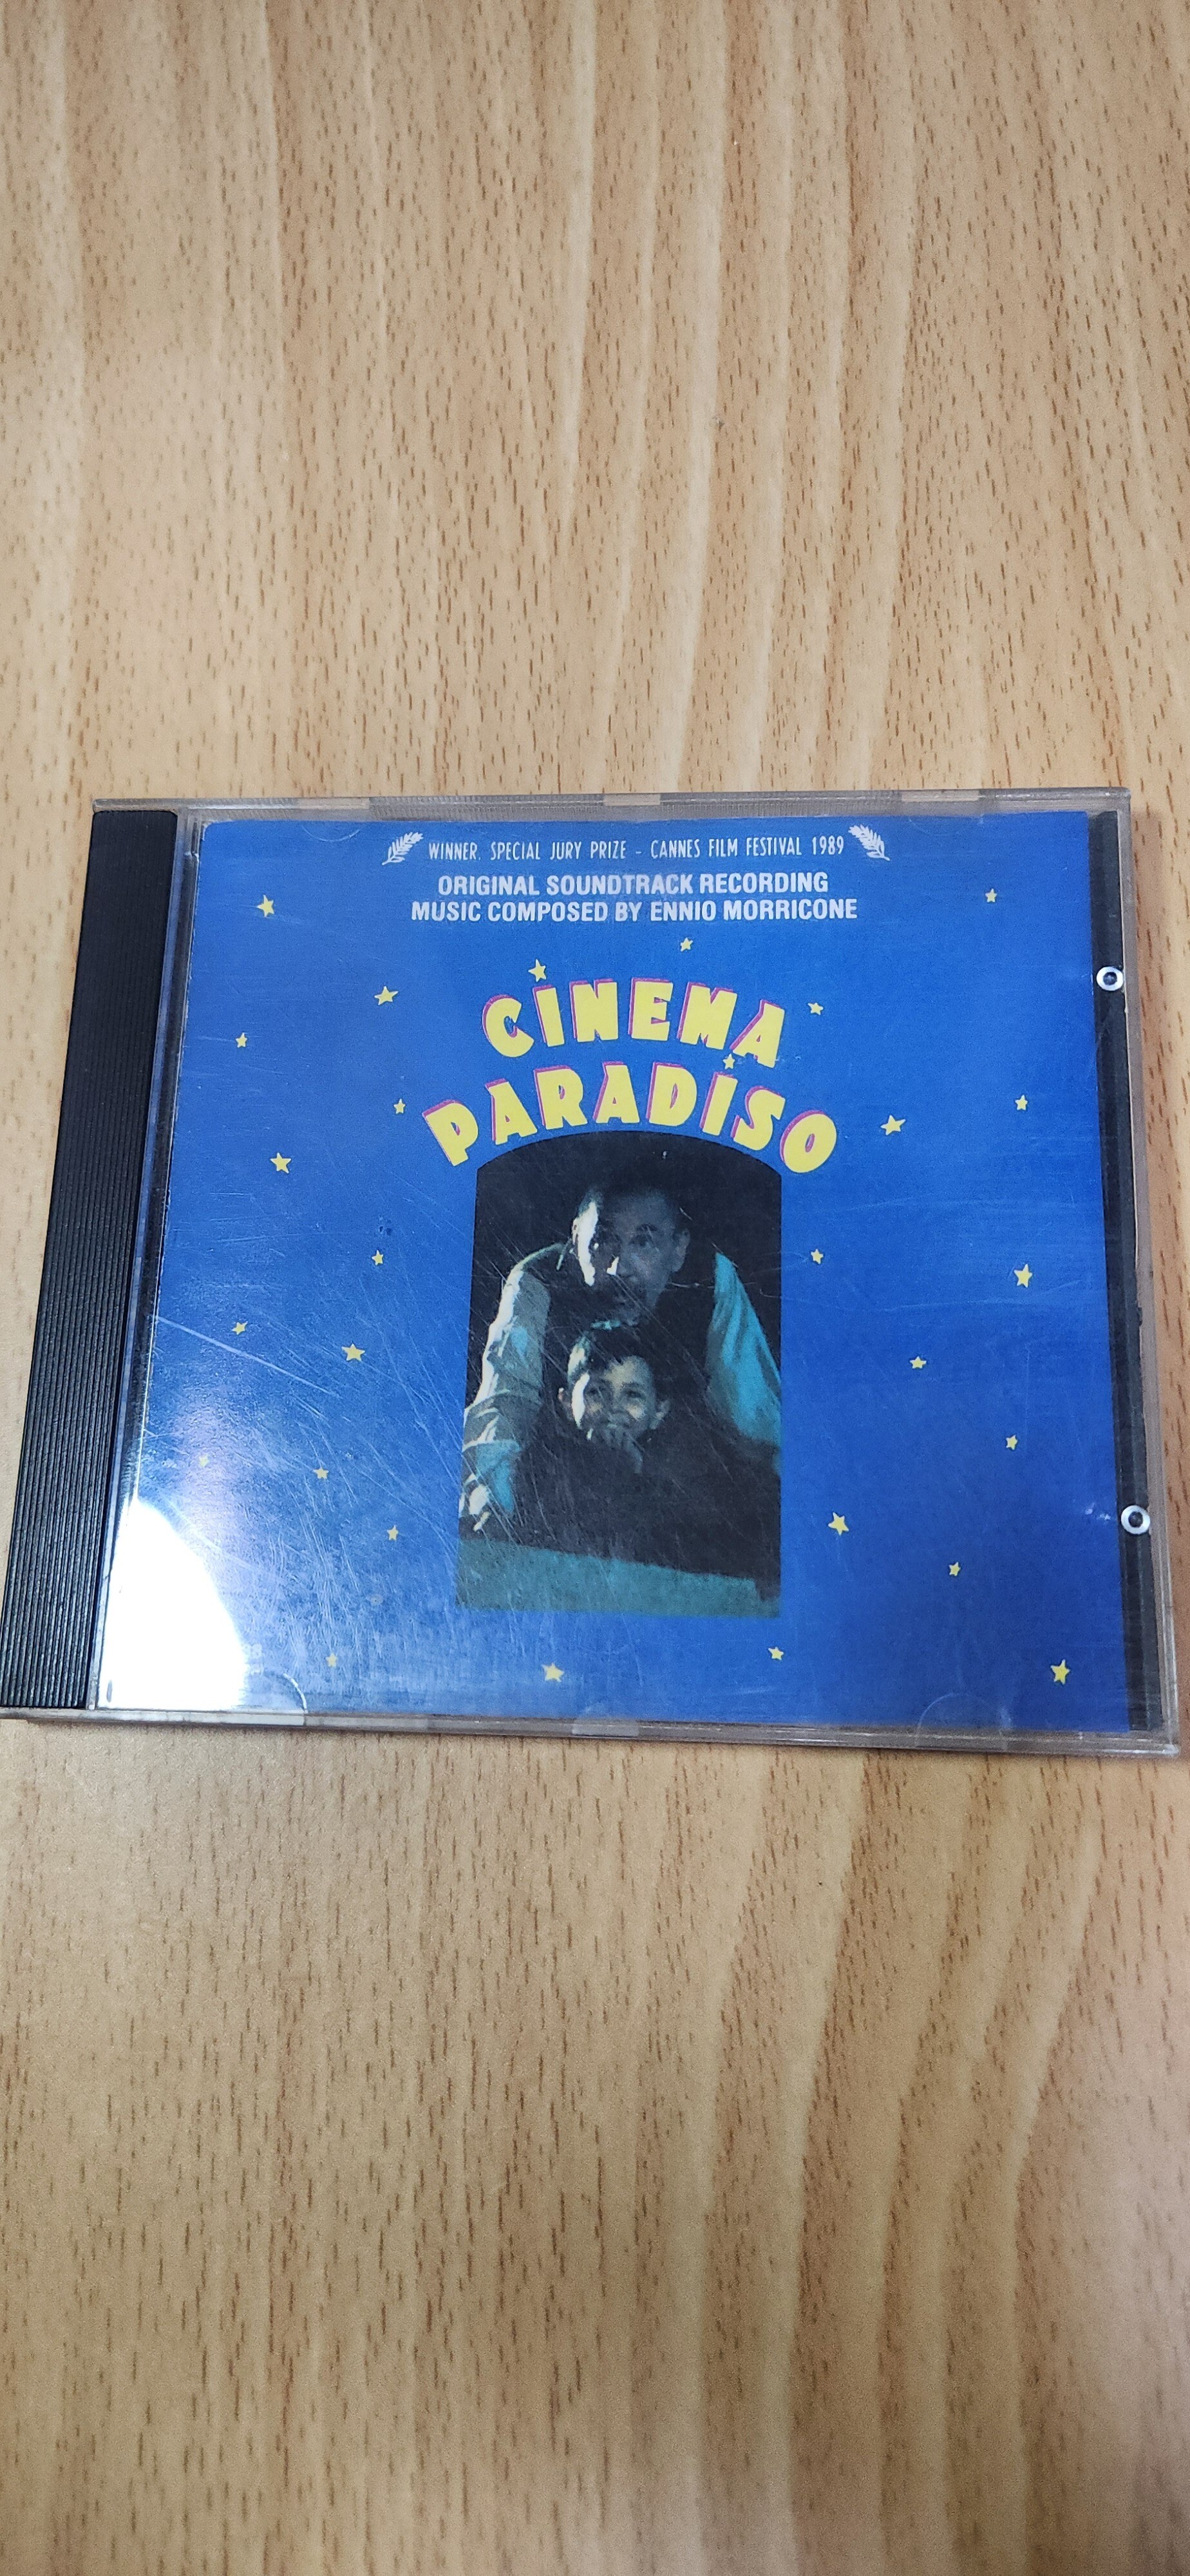 WINNER. SPECIAL JURY PRIZE - CANNES FILM FESTIVAL 1989
ORIGINAL SOUNDTRACK RECORDING
MUSIC COMPOSED BY ENNIO MORRICONE
CINEMA
PARADISO